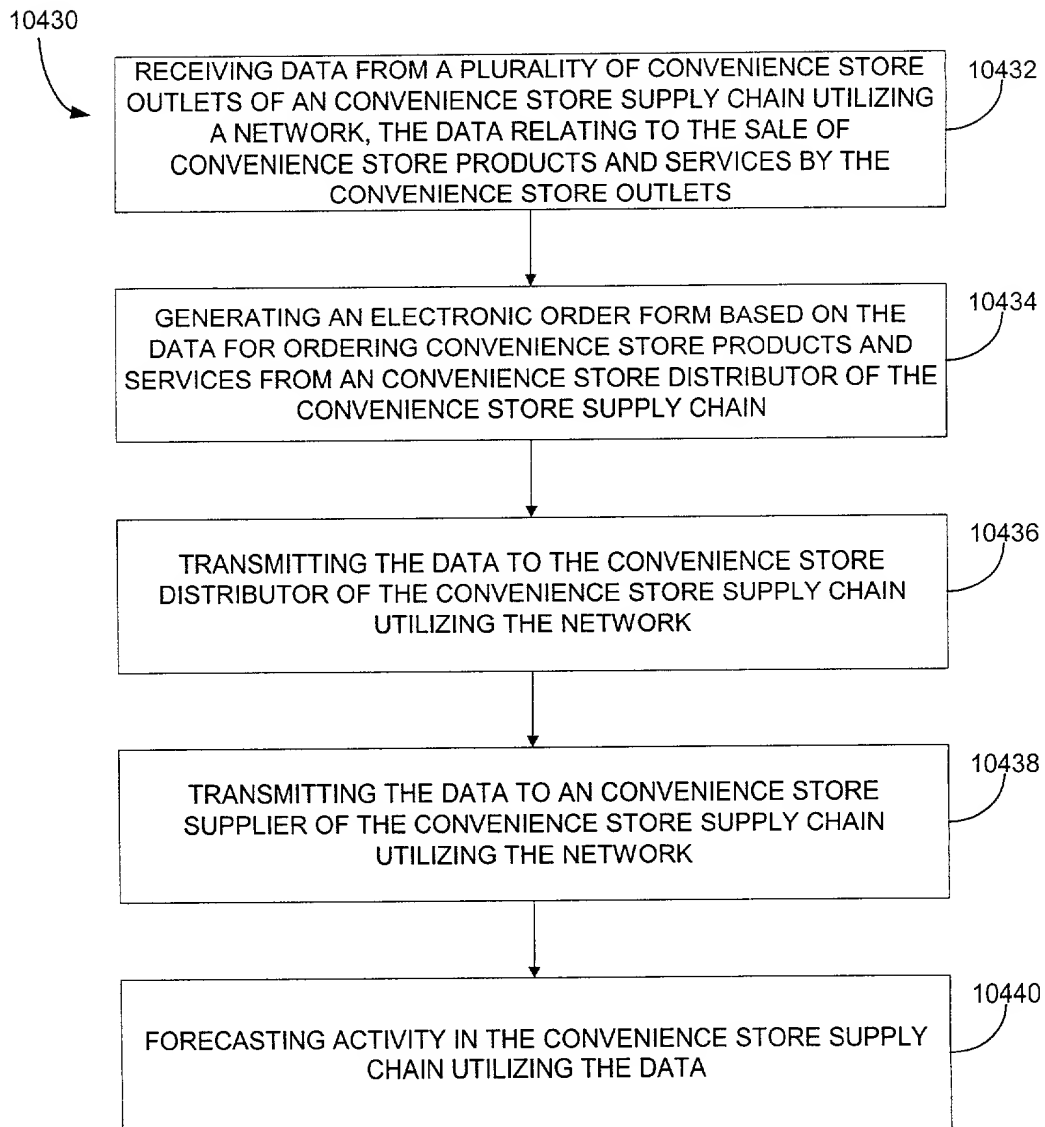 10430
RECEIVING DATA FROM A PLURALITY OF CONVENIENCE STORE
OUTLETS OF AN CONVENIENCE STORE SUPPLY CHAIN UTILIZING
A NETWORK, THE DATA RELATING TO THE SALE OF
CONVENIENCE STORE PRODUCTS AND SERVICES BY THE
CONVENIENCE STORE OUTLETS
10432
GENERATING AN ELECTRONIC ORDER FORM BASED ON THE
DATA FOR ORDERING CONVENIENCE STORE PRODUCTS AND
SERVICES FROM AN CONVENIENCE STORE DISTRIBUTOR OF THE
CONVENIENCE STORE SUPPLY CHAIN
10434
TRANSMITTING THE DATA TO THE CONVENIENCE STORE
DISTRIBUTOR OF THE CONVENIENCE STORE SUPPLY CHAIN
UTILIZING THE NETWORK
10436
TRANSMITTING THE DATA TO AN CONVENIENCE STORE
SUPPLIER OF THE CONVENIENCE STORE SUPPLY CHAIN
UTILIZING THE NETWORK
10438
FORECASTING ACTIVITY IN THE CONVENIENCE STORE SUPPLY
CHAIN UTILIZING THE DATA
10440